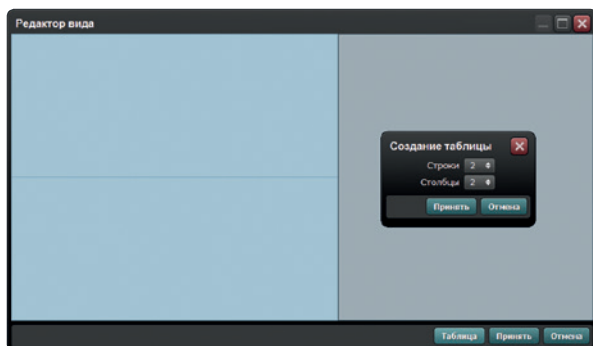 Редактор вида
Создание таблицы
Строки 2
Столбцы 2
Принять Отмена
Таблица Принять Отмена